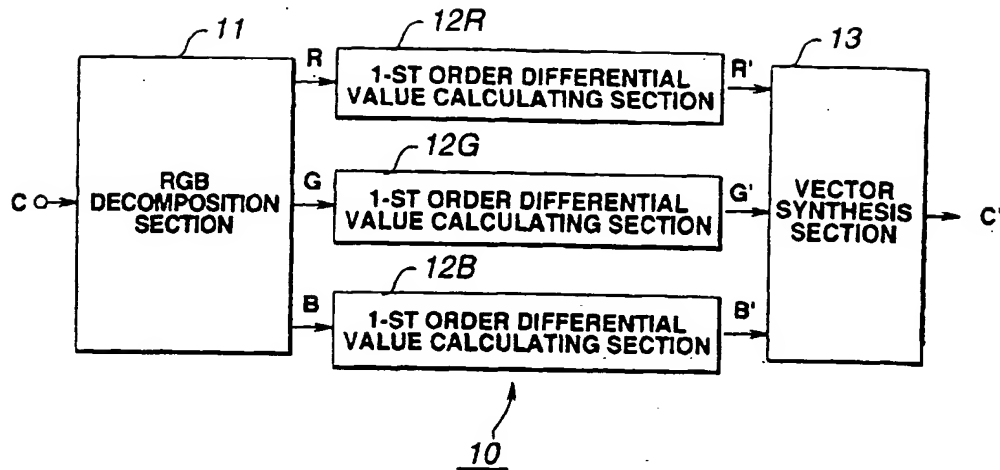 11
12R
13
R
1-ST ORDER DIFFERENTIAL
VALUE CALCULATING SECTION
R'
12G
C
RGB
DECOMPOSITION
SECTION
G
1-ST ORDER DIFFERENTIAL
VALUE CALCULATING SECTION
G'
VECTOR
SYNTHESIS
SECTION
C'
12B
B
1-ST ORDER DIFFERENTIAL
VALUE CALCULATING SECTION
B'
10